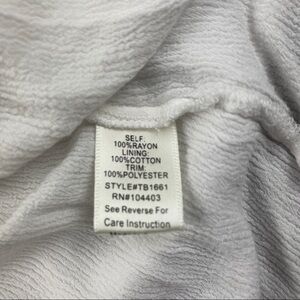 SELF:
100%RAYON
LINING:
100%COTTON
TRIM:
100%POLYESTER
STYLE#TB1661
RN#104403
See Reverse For
Care Instruction